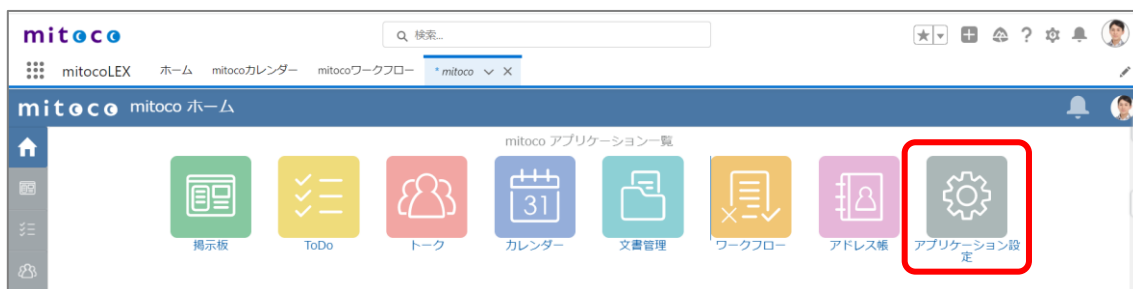 mitoco
検索...
mitocoLEX ホーム mitocoカレンダー mitocoワークフロー * mitoco
mitoco mitoco ホーム
mitoco アプリケーション一覧
31
掲示板 ToDo トーク カレンダー 文書管理 ワークフロー アドレス帳 アプリケーション設
定